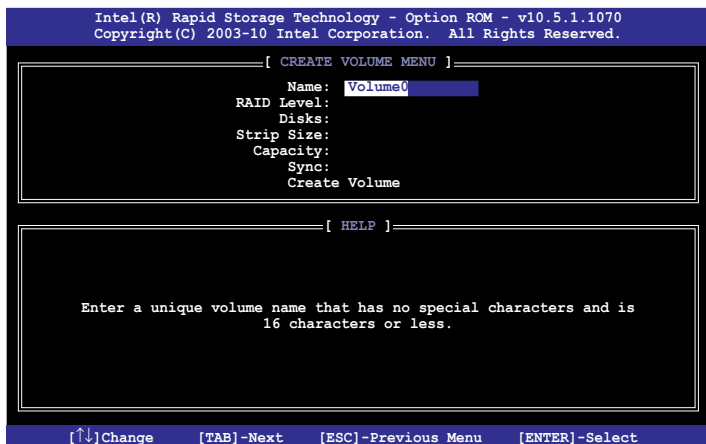 Intel(R) Rapid Storage Technology - Option ROM - v10.5.1.1070
Copyright(C) 2003-10 Intel Corporation. All Rights Reserved.
[ CREATE VOLUME MENU ]
Name: Volume0
RAID Level:
Disks:
Strip Size:
Capacity:
Sync:
Create Volume
[ HELP ]
Enter a unique volume name that has no special characters and is
16 characters or less.
[↑↓]Change [TAB]-Next [ESC]-Previous Menu [ENTER]-Select